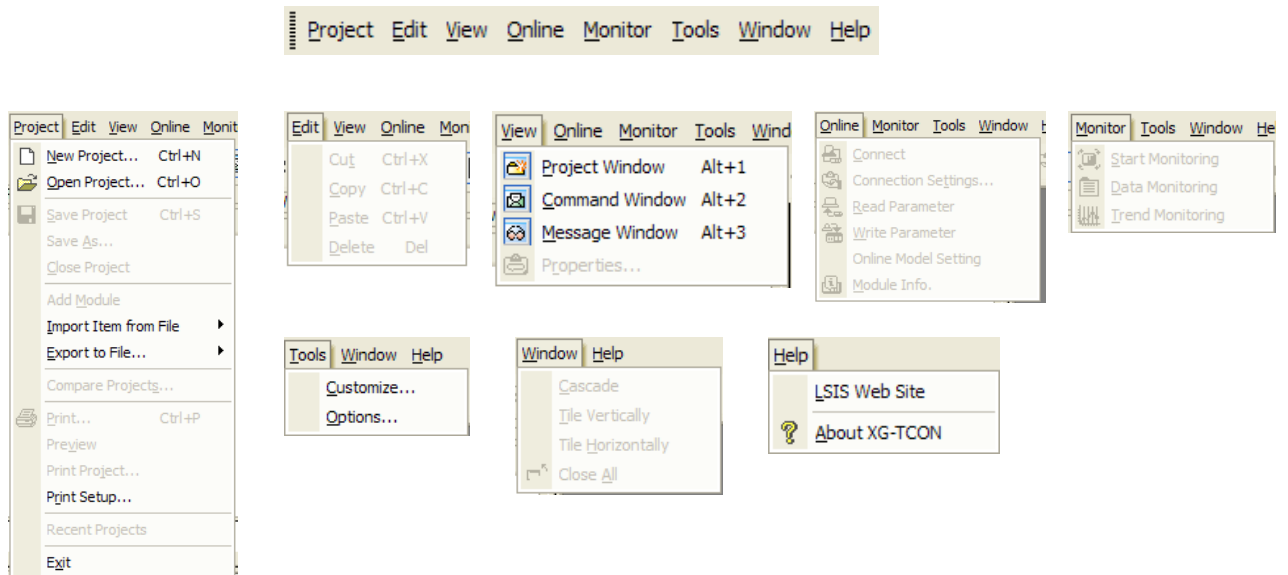 Project Edit View Online Monitor Tools Window Help
Project Edit View Online Monit
New Project... Ctrl+N
Open Project... Ctrl+O
Save Project Ctrl+S
Save As...
Close Project
Add Module
Import Item from File
Export to File...
Compare Projects...
Print... Ctrl+P
Preview
Print Project...
Print Setup...
Recent Projects
Exit
Edit View Online Mon
Cut Ctrl+X
Copy Ctrl+C
Paste Ctrl+V
Delete Del
View Online Monitor Tools Wind
Project Window Alt+1
Command Window Alt+2
Message Window Alt+3
Properties...
Online Monitor Tools Window
Connect
Connection Settings...
Read Parameter
Write Parameter
Online Model Setting
Module Info.
Monitor Tools Window He
Start Monitoring
Data Monitoring
Trend Monitoring
Tools Window Help
Customize...
Options...
Window Help
Cascade
Tile Vertically
Tile Horizontally
Close All
Help
LSIS Web Site
About XG-TCON